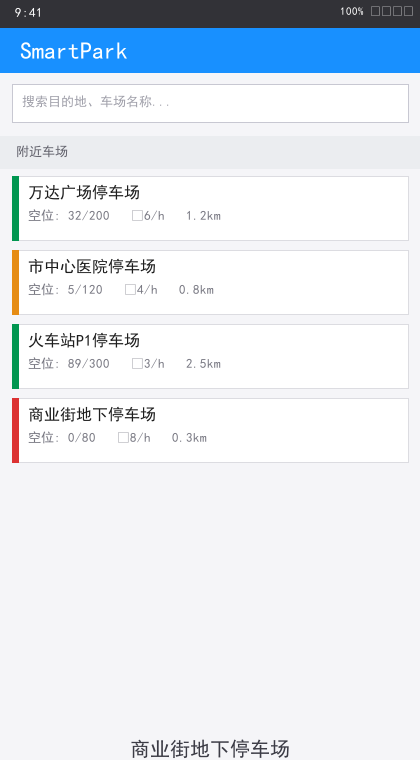 9:41 100% □□□□
SmartPark
搜索目的地、车场名称...
附近车场
万达广场停车场
空位: 32/200 □6/h 1.2km
市中心医院停车场
空位: 5/120 □4/h 0.8km
火车站P1停车场
空位: 89/300 □3/h 2.5km
商业街地下停车场
空位: 0/80 □8/h 0.3km
商业街地下停车场